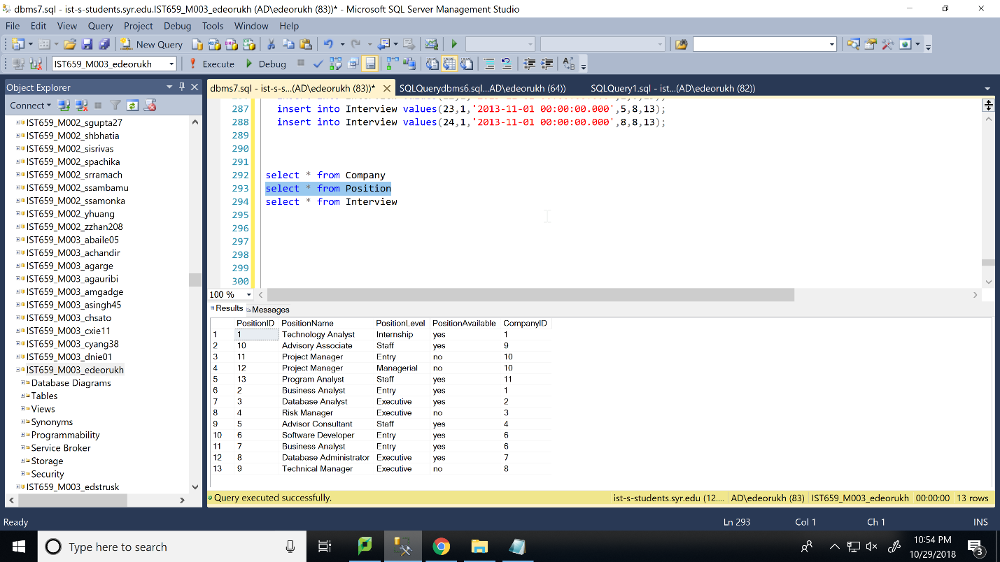 dbms7.sql - ist-s-students.syr.edu.IST659_M003_edeorukh (AD\edeorukh (83))* - Microsoft SQL Server Management Studio
File Edit View Query Project Debug Tools Window Help
New Query
IST659_M003_edeorukh Execute Debug
Object Explorer
Connect
IST659_M002_sgupta27
IST659_M002_shbhatia
IST659_M002_sisrivas
IST659_M002_spachika
IST659_M002_srramach
IST659_M002_ssambamu
IST659_M002_ssamonka
IST659_M002_yhuang
IST659_M002_zzhan208
IST659_M003_abaile05
IST659_M003_achandir
IST659_M003_agarge
IST659_M003_agauribi
IST659_M003_amgadge
IST659_M003_asingh45
IST659_M003_chsato
IST659_M003_cxie11
IST659_M003_cyang38
IST659_M003_dnie01
IST659_M003_edeorukh
Database Diagrams
Tables
Views
Synonyms
Programmability
Service Broker
Storage
Security
IST659_M003_edstrusk
dbms7.sql - ist-s-s...(AD\edeorukh (83))* SQLQuerydbms6.sql...AD\edeorukh (64)) SQLQuery1.sql - ist...(AD\edeorukh (82))
287 insert into Interview values(23,1,'2013-11-01 00:00:00.000',5,8,13);
288 insert into Interview values(24,1,'2013-11-01 00:00:00.000',8,8,13);
289
290
291
292 select * from Company
293 select * from Position
294 select * from Interview
295
296
297
298
299
300
100 %
Results Messages
PositionID PositionName PositionLevel PositionAvailable CompanyID
1 1 Technology Analyst Internship yes 1
2 10 Advisory Associate Staff yes 9
3 11 Project Manager Entry no 10
4 12 Project Manager Managerial no 10
5 13 Program Analyst Staff yes 11
6 2 Business Analyst Entry yes 1
7 3 Database Analyst Executive yes 2
8 4 Risk Manager Executive no 3
9 5 Advisor Consultant Staff yes 4
10 6 Software Developer Entry yes 6
11 7 Business Analyst Entry yes 6
12 8 Database Administrator Executive yes 7
13 9 Technical Manager Executive no 8
Query executed successfully. ist-s-students.syr.edu (12.... AD\edeorukh (83) IST659_M003_edeorukh 00:00:00 13 rows
Ready Ln 293 Col 1 Ch 1 INS
Type here to search
10:54 PM
10/29/2018
3